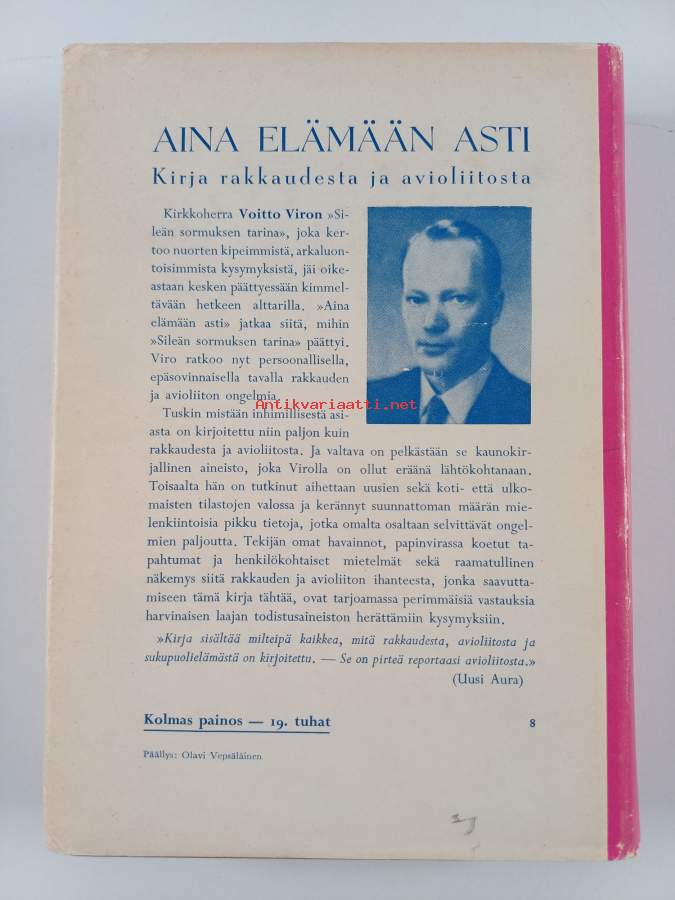 AINA ELÄMÄÄN ASTI
Kirja rakkaudesta ja avioliitosta
Kirkkoherra Voitto Viron »Si-
leän sormuksen tarina», joka ker-
too nuorten kipeimmistä, arkaluon-
toisimmista kysymyksistä, jäi oike-
astaan kesken päättyessään kimmel-
tävään hetkeen alttarilla. »Aina
elämään asti» jatkaa siitä, mihin
»Sileän sormuksen tarina» päättyi.
Viro ratkoo nyt persoonallisella,
epäsovinnaisella tavalla rakkauden
ja avioliiton ongelmia.
Antikvariaatti.net
Tuskin mistään inhimillisestä asi-
asta on kirjoitettu niin paljon kuin
rakkaudesta ja avioliitosta. Ja valtava on pelkästään se kaunokir-
jallinen aineisto, joka Virolla on ollut eräänä lähtökohtanaan.
Toisaalta hän on tutkinut aihettaan uusien sekä koti- että ulko-
maisten tilastojen valossa ja kerännyt suunnattoman määrän mie-
lenkiintoisia pikku tietoja, jotka omalta osaltaan selvittävät ongel-
mien paljoutta. Tekijän omat havainnot, papinvirassa koetut ta-
pahtumat ja henkilökohtaiset mietelmät sekä raamatullinen
näkemys siitä rakkauden ja avioliiton ihanteesta, jonka saavutta-
miseen tämä kirja tähtää, ovat tarjoamassa perimmäisiä vastauksia
harvinaisen laajan todistusaineiston herättämiin kysymyksiin.
»Kirja sisältää milteipä kaikkea, mitä rakkaudesta, avioliitosta ja
sukupuolielämästä on kirjoitettu. — Se on pirteä reportaasi avioliitosta.»
(Uusi Aura)
Kolmas painos — 19. tuhat 8
Päällys: Olavi Vepsäläinen